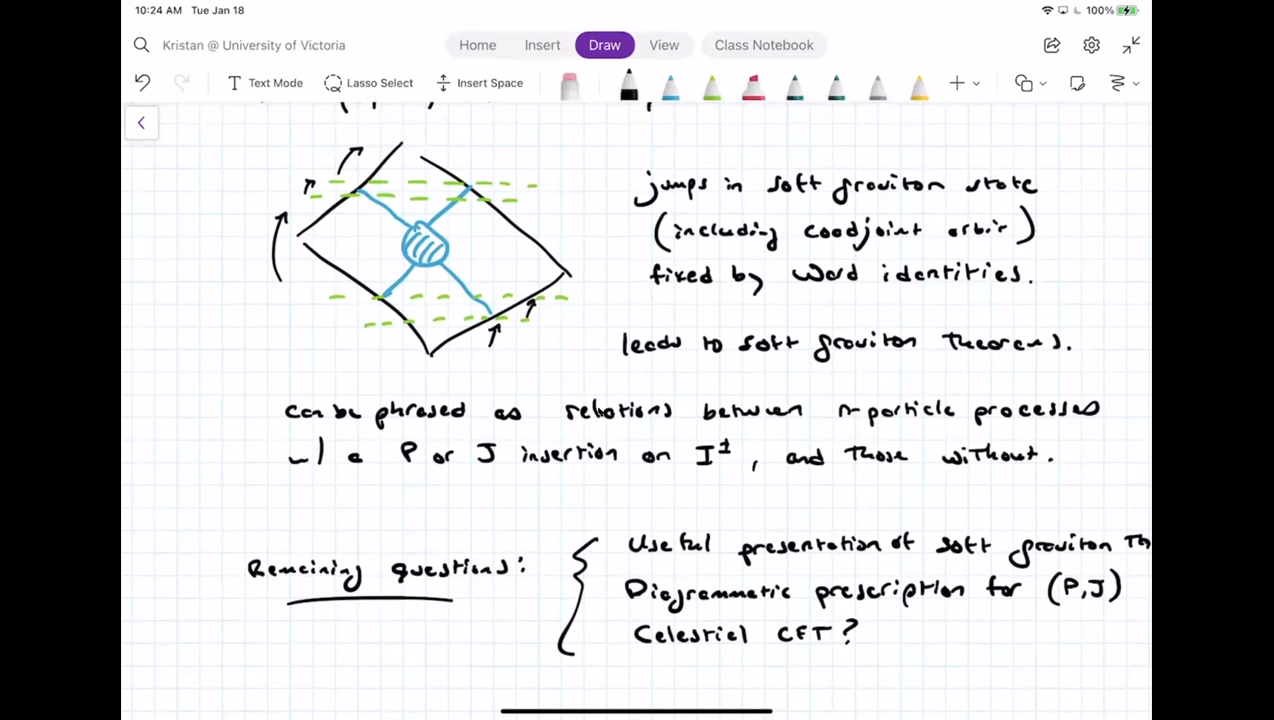 10:24 AM Tue Jan 18
100%
Kristan @ University of Victoria
Home Insert Draw View Class Notebook
Text Mode Lasso Select Insert Space
jumps in soft graviton state
(including coadjoint orbit)
fixed by Ward identities.
leads to soft graviton theorems.
can be phrased as relations between n-particle processes
w/ a P or J insertion on I±, and those without.
Remaining questions:
Useful presentation of soft graviton Th
Diagrammatic prescription for (P,J)
Celestial CFT?